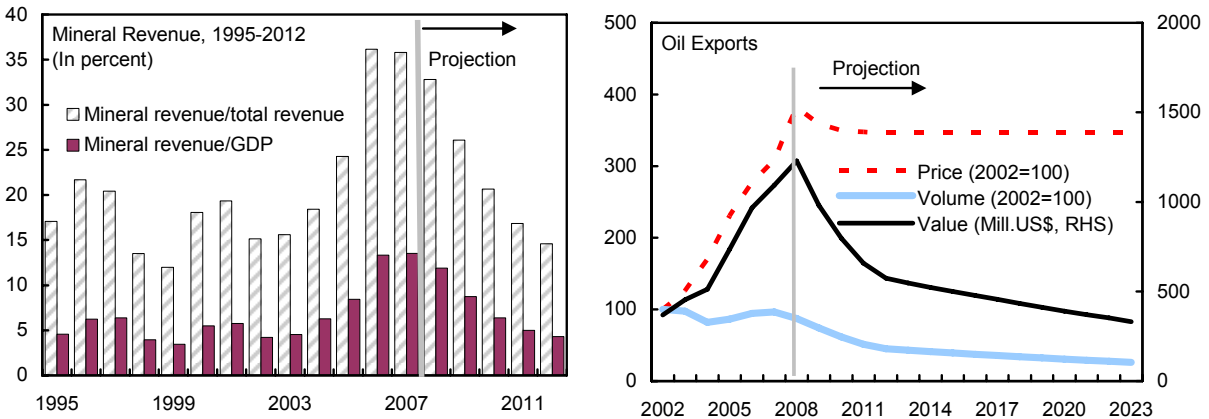 Mineral Revenue, 1995-2012
(In percent)
Projection
Mineral revenue/total revenue
Mineral revenue/GDP
40
35
30
25
20
15
10
5
0
1995 1999 2003 2007 2011
Oil Exports
Projection
Price (2002=100)
Volume (2002=100)
Value (Mill.US$, RHS)
500
400
300
200
100
0
2000
1500
1000
500
0
2002 2005 2008 2011 2014 2017 2020 2023